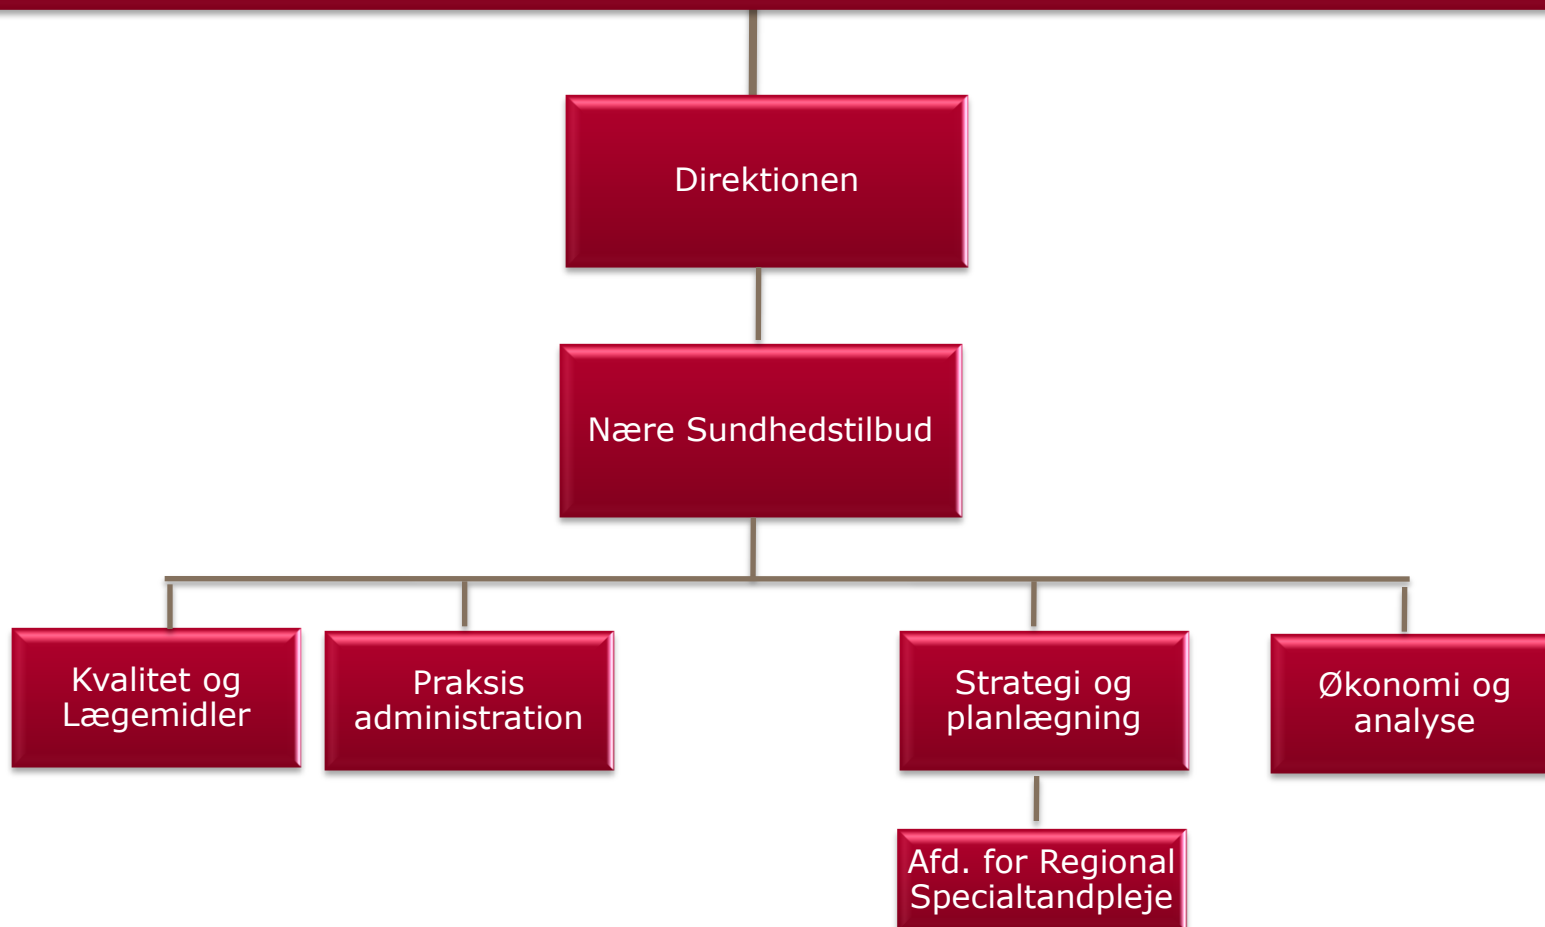 Direktionen
Nære Sundhedstilbud
Kvalitet og
Lægemidler
Praksis
administration
Strategi og
planlægning
Økonomi og
analyse
Afd. for Regional
Specialtandpleje